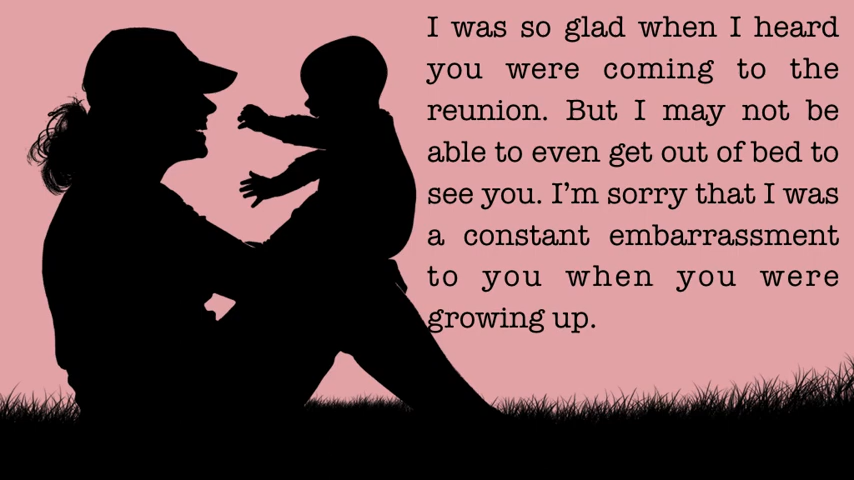 I was so glad when I heard
you were coming to the
reunion. But I may not be
able to even get out of bed to
see you. I’m sorry that I was
a constant embarrassment
to you when you were
growing up.